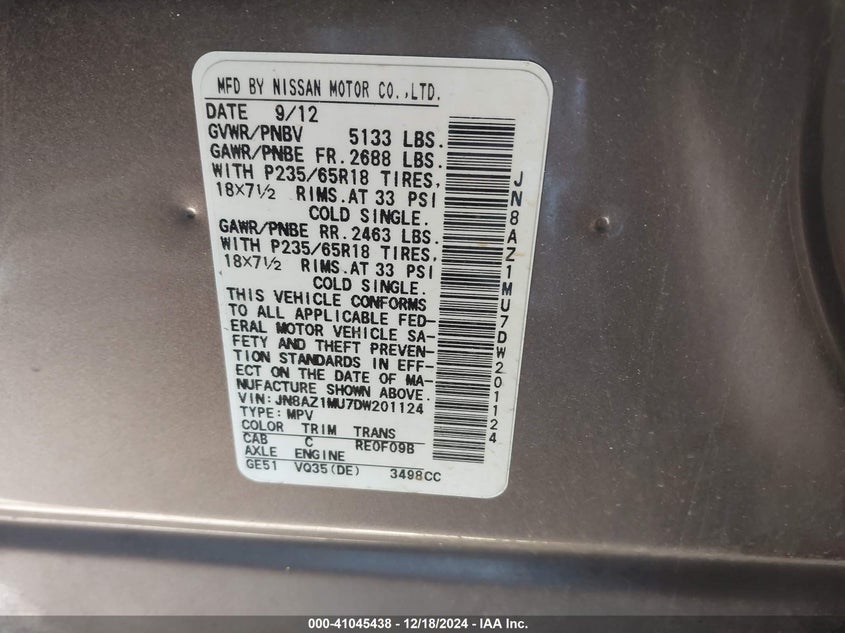 MFD BY NISSAN MOTOR CO.,LTD.
DATE 9/12
GVWR/PNBV 5133 LBS.
GAWR/PNBE FR.2688 LBS.
WITH P235/65R18 TIRES,
18×7½ RIMS.AT 33 PSI
COLD SINGLE.
GAWR/PNBE RR.2463 LBS.
WITH P235/65R18 TIRES,
18×7½ RIMS.AT 33 PSI
COLD SINGLE.
THIS VEHICLE CONFORMS
TO ALL APPLICABLE FED-
ERAL MOTOR VEHICLE SA-
FETY AND THEFT PREVEN-
TION STANDARDS IN EFF-
ECT ON THE DATE OF MA-
NUFACTURE SHOWN ABOVE.
VIN:JN8AZ1MU7DW201124
TYPE:MPV
COLOR TRIM TRANS
CAB C RE0F09B
AXLE ENGINE
GE51 VQ35(DE) 3498CC
JN8AZ1MU7DW201124
000-41045438 - 12/18/2024 - IAA Inc.